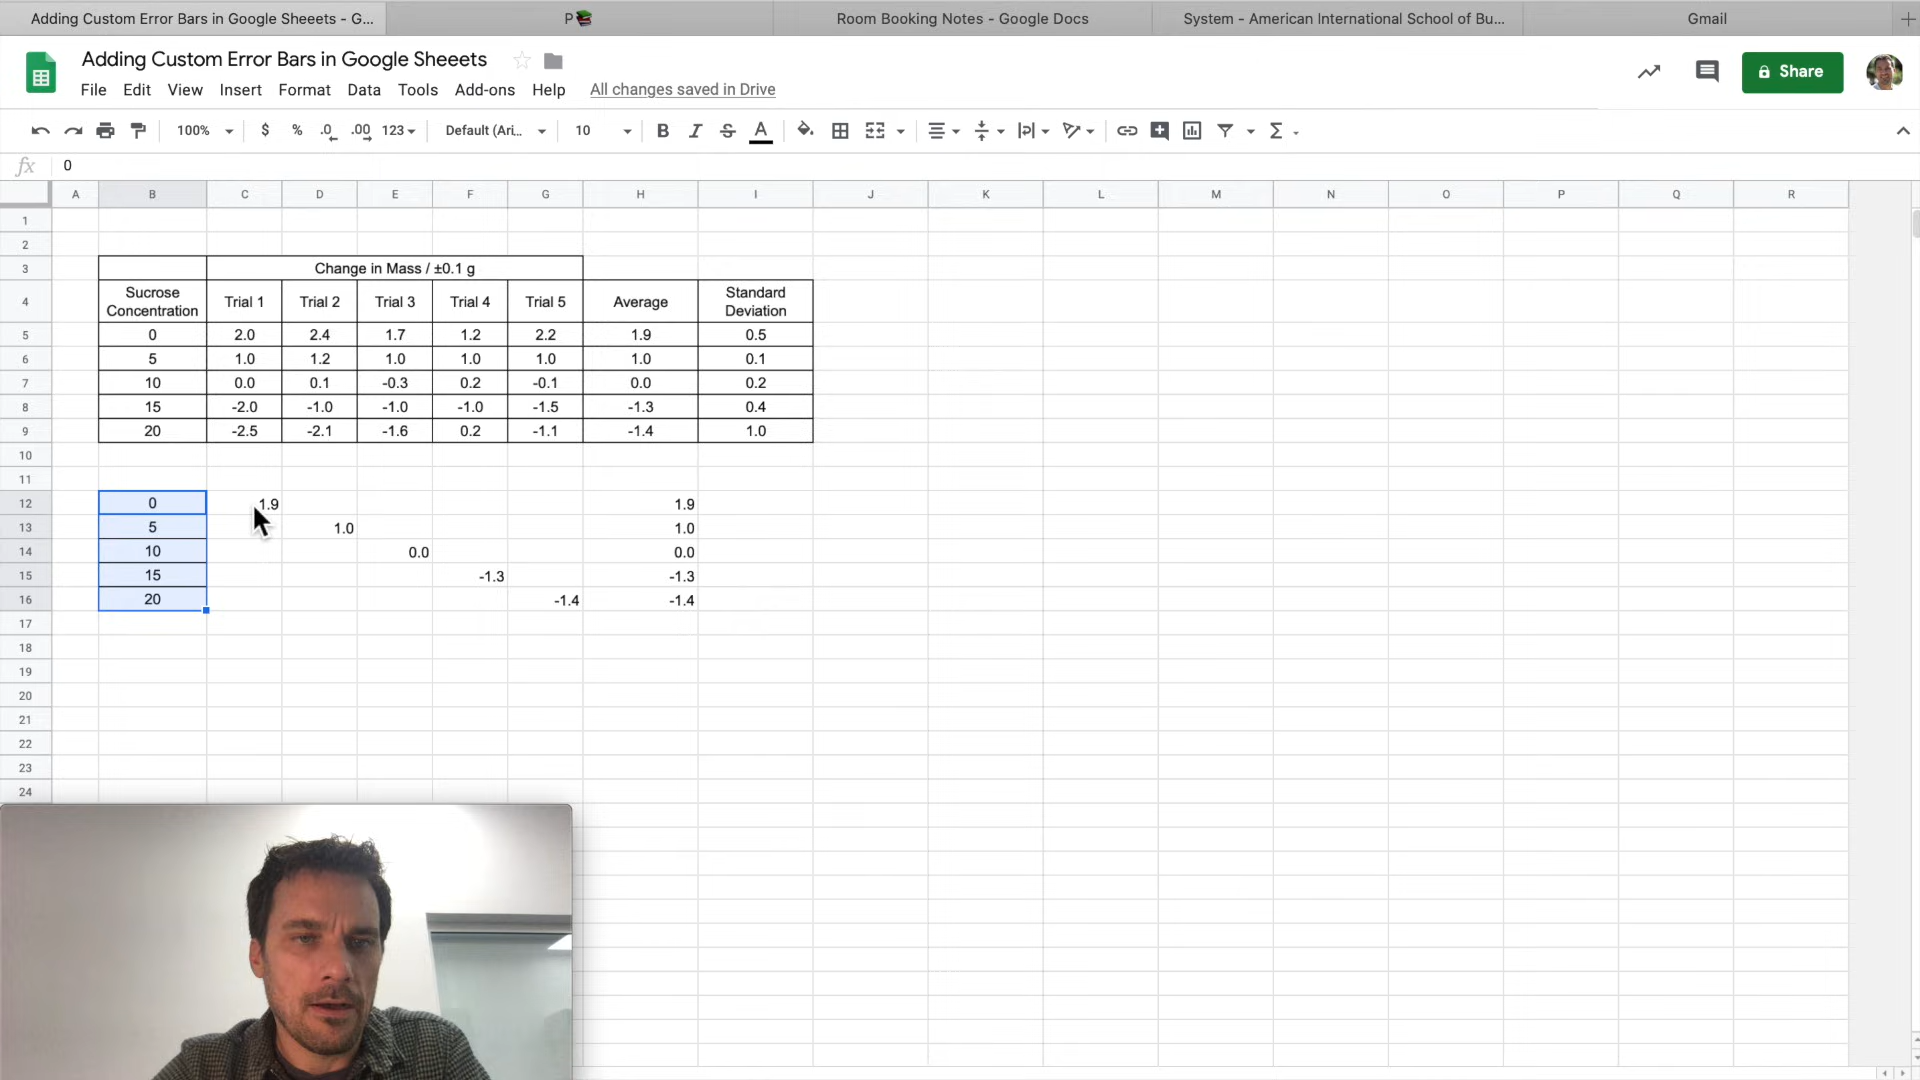 Adding Custom Error Bars in Google Sheeets - G...
P
Room Booking Notes - Google Docs
System - American International School of Bu...
Gmail
Adding Custom Error Bars in Google Sheeets
File Edit View Insert Format Data Tools Add-ons Help All changes saved in Drive
Share
100% $ % .0 .00 123 Default (Ari... 10 B I S A
fx 0
A B C D E F G H I J K L M N O P Q R
1
2
3 Change in Mass / ±0.1 g
4 Sucrose Concentration Trial 1 Trial 2 Trial 3 Trial 4 Trial 5 Average Standard Deviation
5 0 2.0 2.4 1.7 1.2 2.2 1.9 0.5
6 5 1.0 1.2 1.0 1.0 1.0 1.0 0.1
7 10 0.0 0.1 -0.3 0.2 -0.1 0.0 0.2
8 15 -2.0 -1.0 -1.0 -1.0 -1.5 -1.3 0.4
9 20 -2.5 -2.1 -1.6 0.2 -1.1 -1.4 1.0
10
11
12 0 1.9 1.9
13 5 1.0 1.0
14 10 0.0 0.0
15 15 -1.3 -1.3
16 20 -1.4 -1.4
17
18
19
20
21
22
23
24